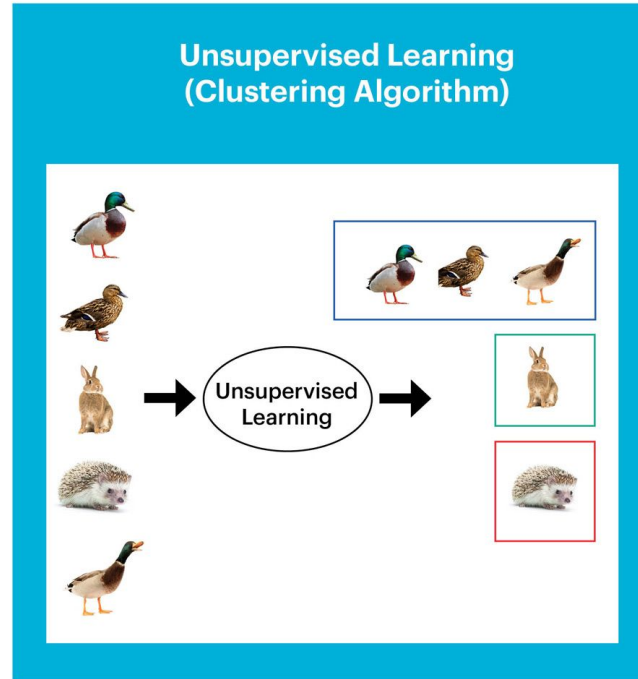 Unsupervised Learning
(Clustering Algorithm)
Unsupervised
Learning